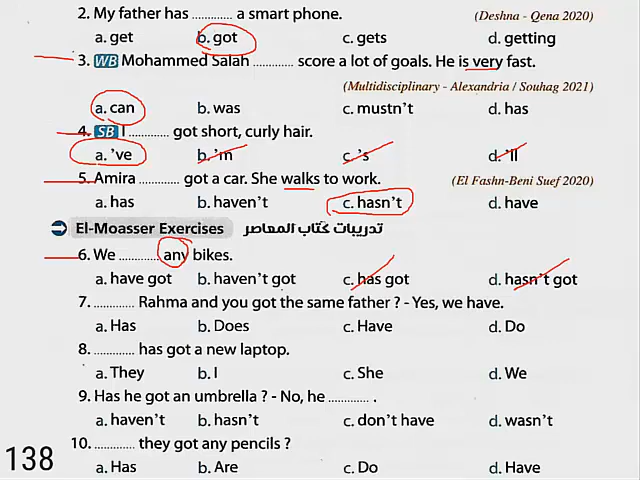 2. My father has ............ a smart phone. (Deshna - Qena 2020)
a. get b. got c. gets d. getting
3. WB Mohammed Salah ............ score a lot of goals. He is very fast.
(Multidisciplinary - Alexandria / Souhag 2021)
a. can b. was c. mustn't d. has
4. SB I ............ got short, curly hair.
a. 've b. 'm c. 's d. 'll
5. Amira ............ got a car. She walks to work. (El Fashn-Beni Suef 2020)
a. has b. haven't c. hasn't d. have
El-Moasser Exercises تدريبات كتاب المعاصر
6. We ............ any bikes.
a. have got b. haven't got c. has got d. hasn't got
7. ............ Rahma and you got the same father ? - Yes, we have.
a. Has b. Does c. Have d. Do
8. ............ has got a new laptop.
a. They b. I c. She d. We
9. Has he got an umbrella ? - No, he ............ .
a. haven't b. hasn't c. don't have d. wasn't
10. ............ they got any pencils ?
a. Has b. Are c. Do d. Have
138